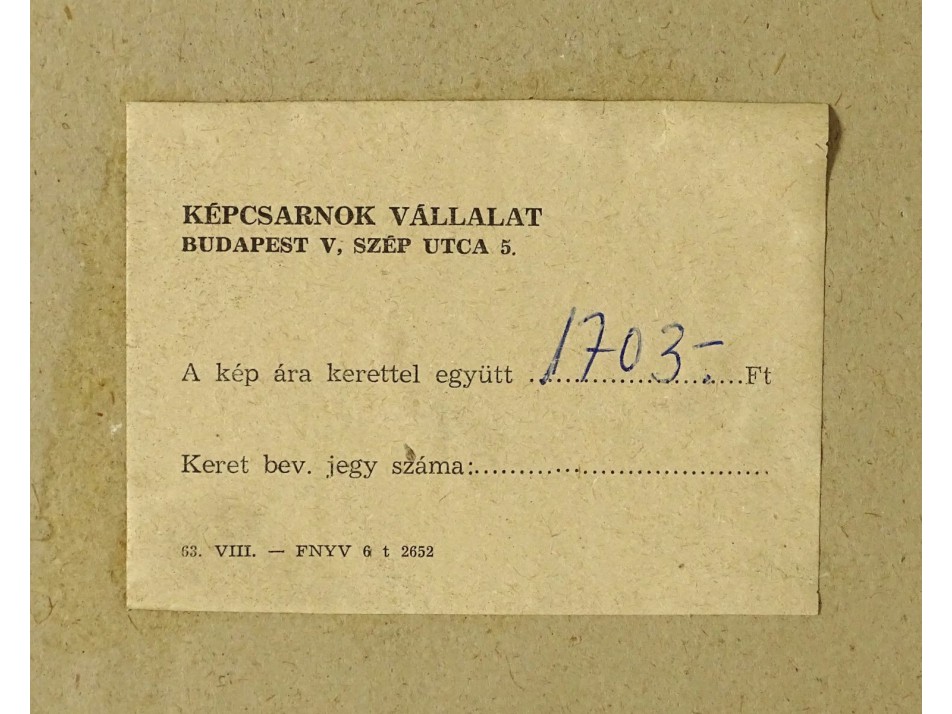 KÉPCSARNOK VÁLLALAT
BUDAPEST V, SZÉP UTCA 5.
A kép ára kerettel együtt 1703.- Ft
Keret bev. jegy száma:
63. VIII. — FNYV 6 t 2652